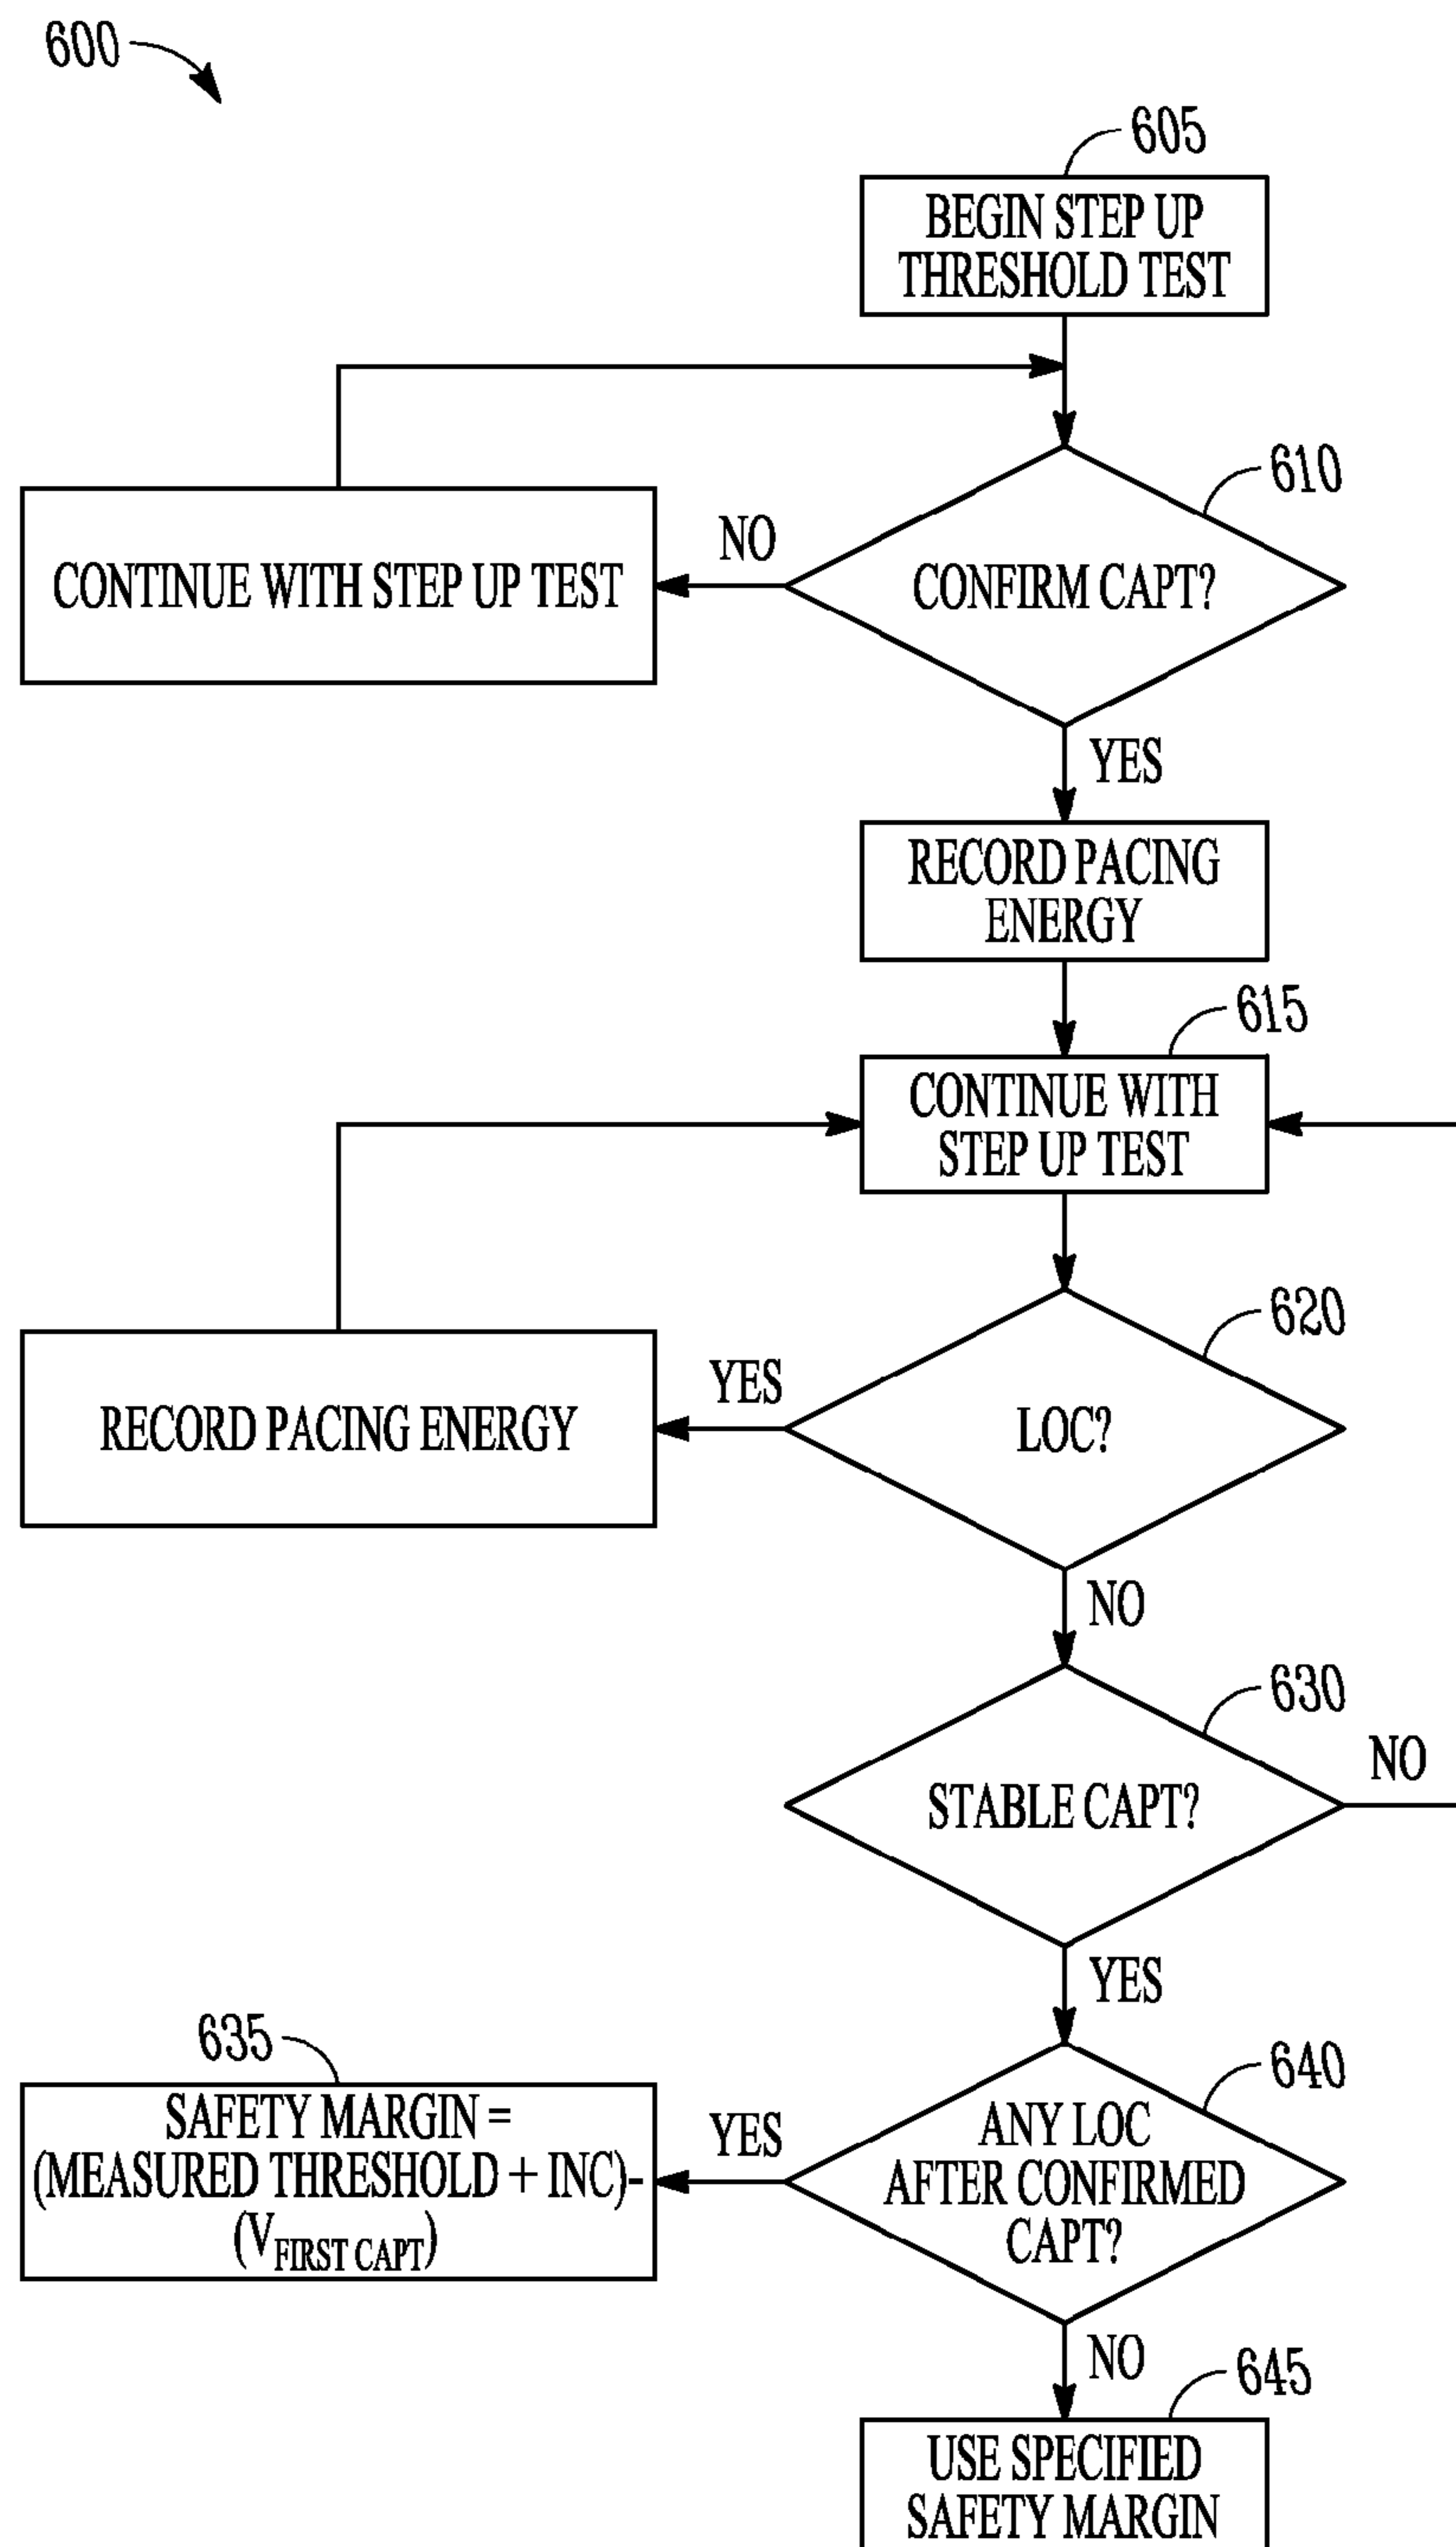 600
605
BEGIN STEP UP
THRESHOLD TEST
610
NO
CONTINUE WITH STEP UP TEST
CONFIRM CAPT?
YES
RECORD PACING
ENERGY
615
CONTINUE WITH
STEP UP TEST
620
YES
RECORD PACING ENERGY
LOC?
NO
630
NO
STABLE CAPT?
YES
635
640
SAFETY MARGIN =
(MEASURED THRESHOLD + INC)-
(VFIRST CAPT)
YES
ANY LOC
AFTER CONFIRMED
CAPT?
NO
645
USE SPECIFIED
SAFETY MARGIN